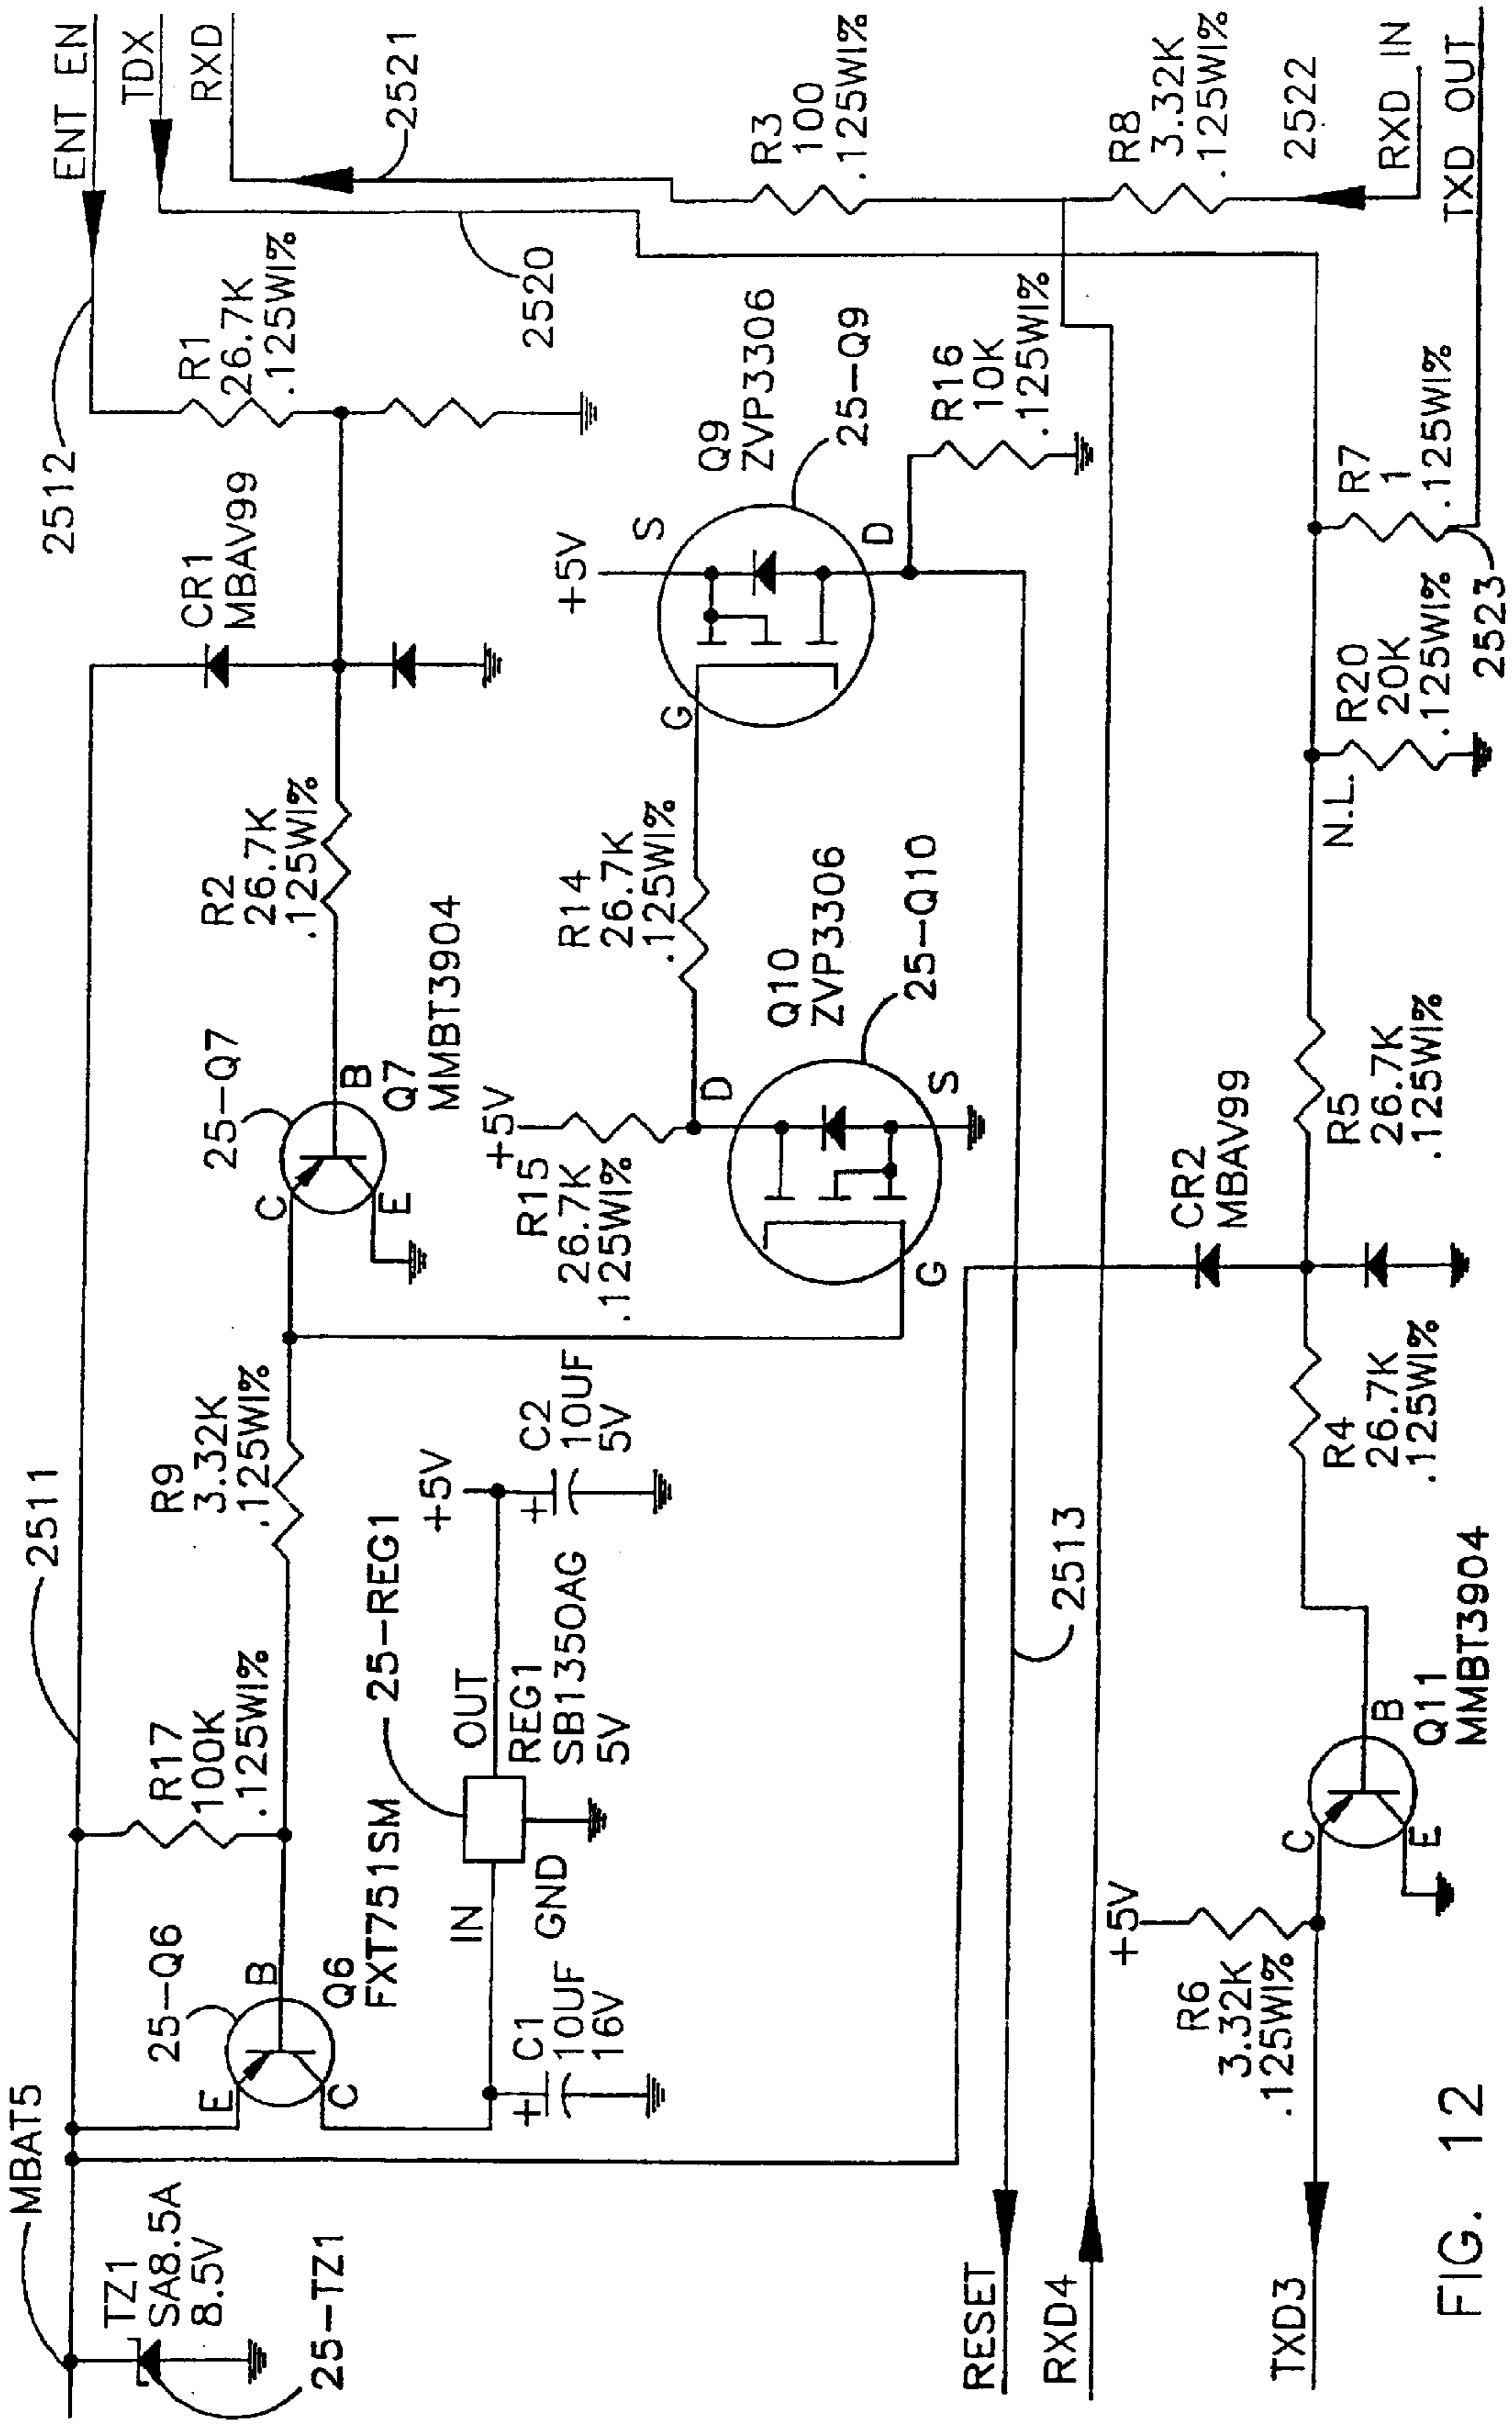 MBAT5
2511
2512
ENT EN
TDX
RXD
2521
TZ1
SA8.5A
8.5V
25-TZ1
25-Q6
E
B
C
Q6
FXT751SM
R17
100K
.125W1%
R9
3.32K
.125W1%
25-Q7
C
B
E
Q7
MMBT3904
R2
26.7K
.125W1%
CR1
MBAV99
R1
26.7K
.125W1%
2520
C1
10UF
16V
IN
GND
OUT
REG1
SB1350AG
5V
25-REG1
+5V
C2
10UF
5V
+5V
R15
26.7K
.125W1%
D
S
G
Q10
ZVP3306
25-Q10
R14
26.7K
.125W1%
+5V
S
G
D
Q9
ZVP3306
25-Q9
R16
10K
.125W1%
R3
100
.125W1%
R8
3.32K
.125W1%
2522
RXD IN
TXD OUT
RESET
RXD4
2513
TXD3
R6
3.32K
.125W1%
+5V
C
B
E
Q11
MMBT3904
R4
26.7K
.125W1%
CR2
MBAV99
R5
26.7K
.125W1%
N.L.
R20
20K
.125W1%
R7
1
.125W1%
2523
FIG. 12